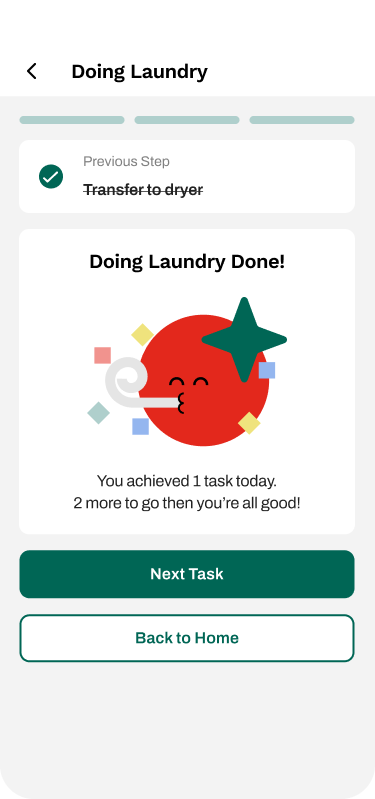 Doing Laundry
Previous Step
Transfer to dryer
Doing Laundry Done!
You achieved 1 task today.
2 more to go then you’re all good!
Next Task
Back to Home